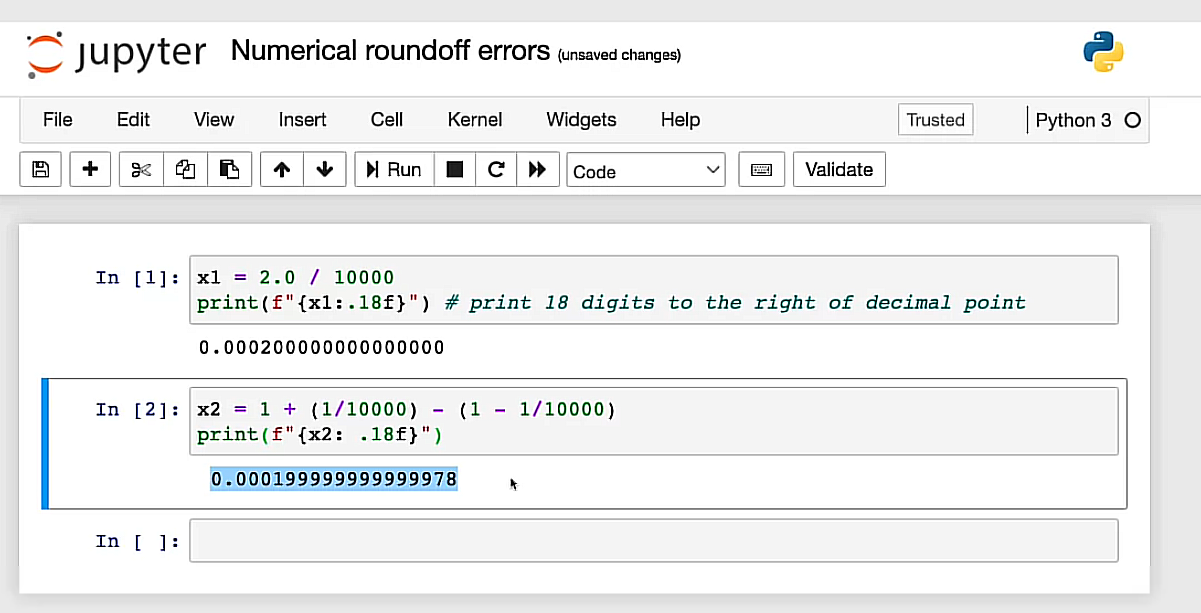 jupyter Numerical roundoff errors (unsaved changes)
File Edit View Insert Cell Kernel Widgets Help Trusted Python 3
Run Code Validate
In [1]: x1 = 2.0 / 10000
print(f"{x1:.18f}") # print 18 digits to the right of decimal point
0.000200000000000000
In [2]: x2 = 1 + (1/10000) - (1 - 1/10000)
print(f"{x2: .18f}")
0.000199999999999978
In [ ]: